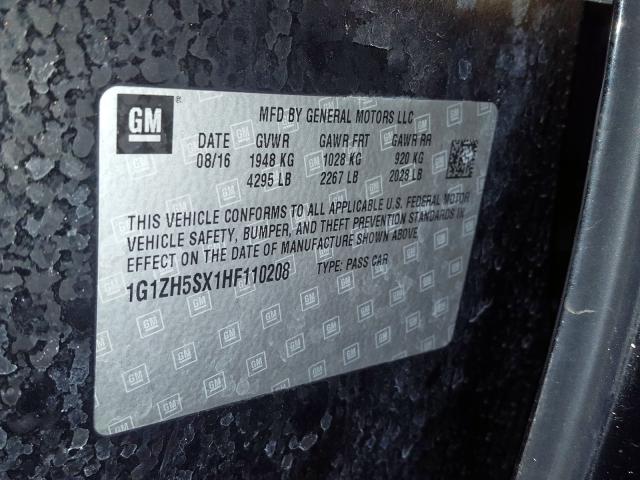 GM
MFD BY GENERAL MOTORS LLC
DATE GVWR GAWR FRT GAWR RR
08/16 1948 KG 1028 KG 920 KG
4295 LB 2267 LB 2028 LB
THIS VEHICLE CONFORMS TO ALL APPLICABLE U.S. FEDERAL MOTOR
VEHICLE SAFETY, BUMPER, AND THEFT PREVENTION STANDARDS IN
EFFECT ON THE DATE OF MANUFACTURE SHOWN ABOVE
1G1ZH5SX1HF110208 TYPE: PASS CAR